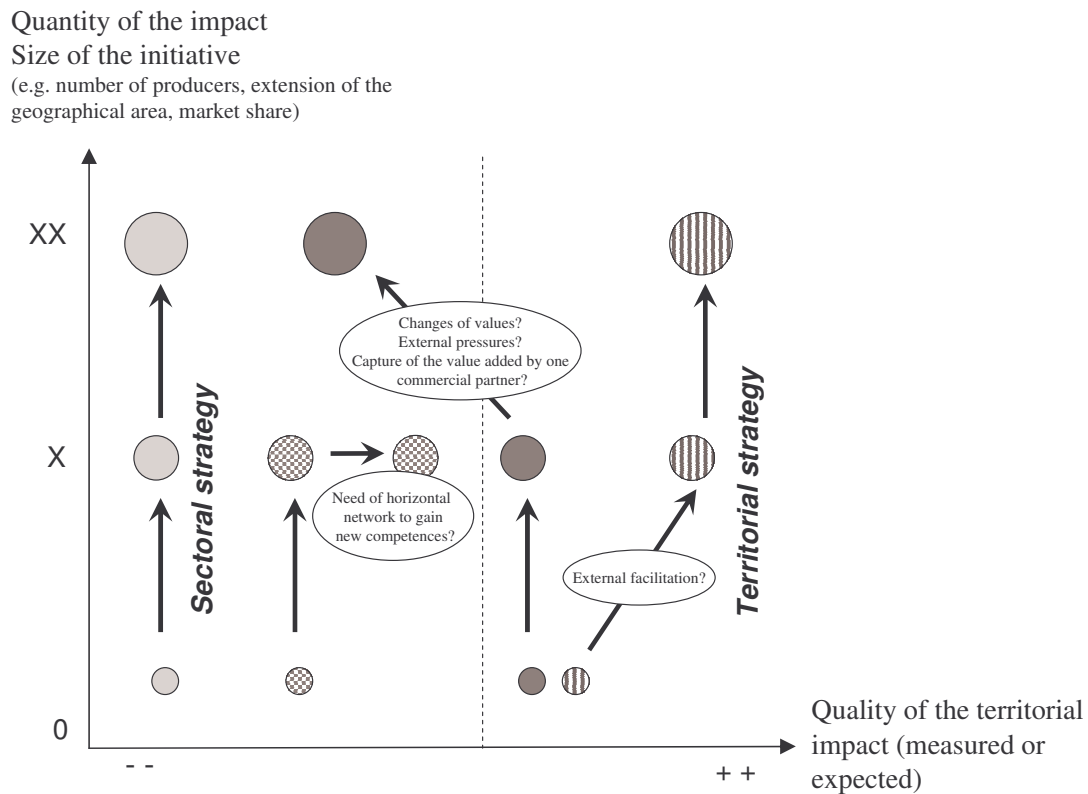 Quantity of the impact
Size of the initiative
(e.g. number of producers, extension of the
geographical area, market share)
XX
Changes of values?
External pressures?
Capture of the value added by one
commercial partner?
X
Sectoral strategy
Territorial strategy
Need of horizontal
network to gain
new competences?
External facilitation?
0
- -
+ +
Quality of the territorial
impact (measured or
expected)